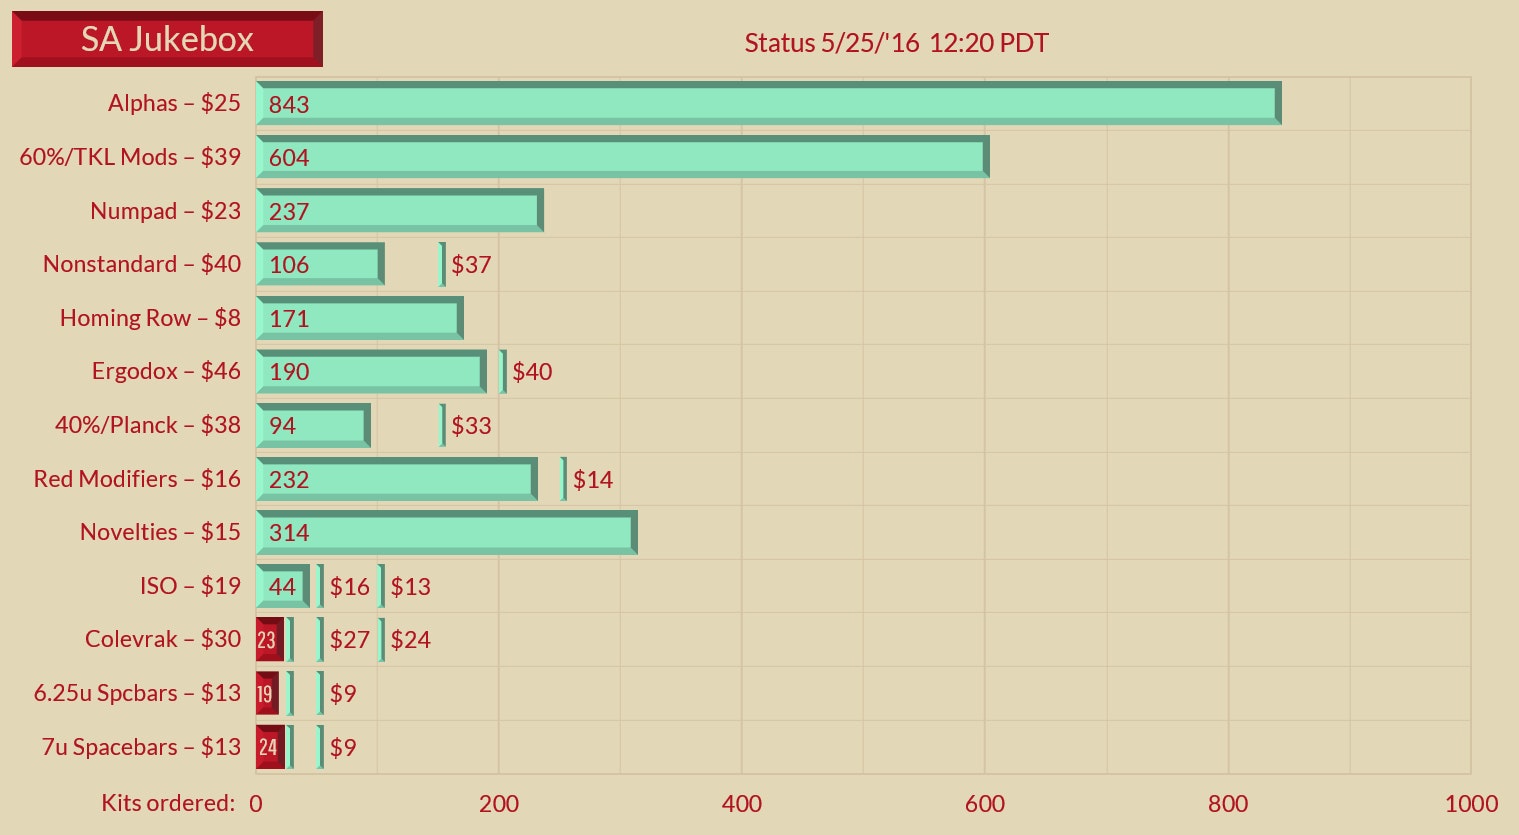 SA Jukebox
Status 5/25/'16 12:20 PDT
Alphas – $25 843
60%/TKL Mods – $39 604
Numpad – $23 237
Nonstandard – $40 106 $37
Homing Row – $8 171
Ergodox – $46 190 $40
40%/Planck – $38 94 $33
Red Modifiers – $16 232 $14
Novelties – $15 314
ISO – $19 44 $16 $13
Colevrak – $30 23 $27 $24
6.25u Spcbars – $13 19 $9
7u Spacebars – $13 24 $9
Kits ordered: 0 200 400 600 800 1000